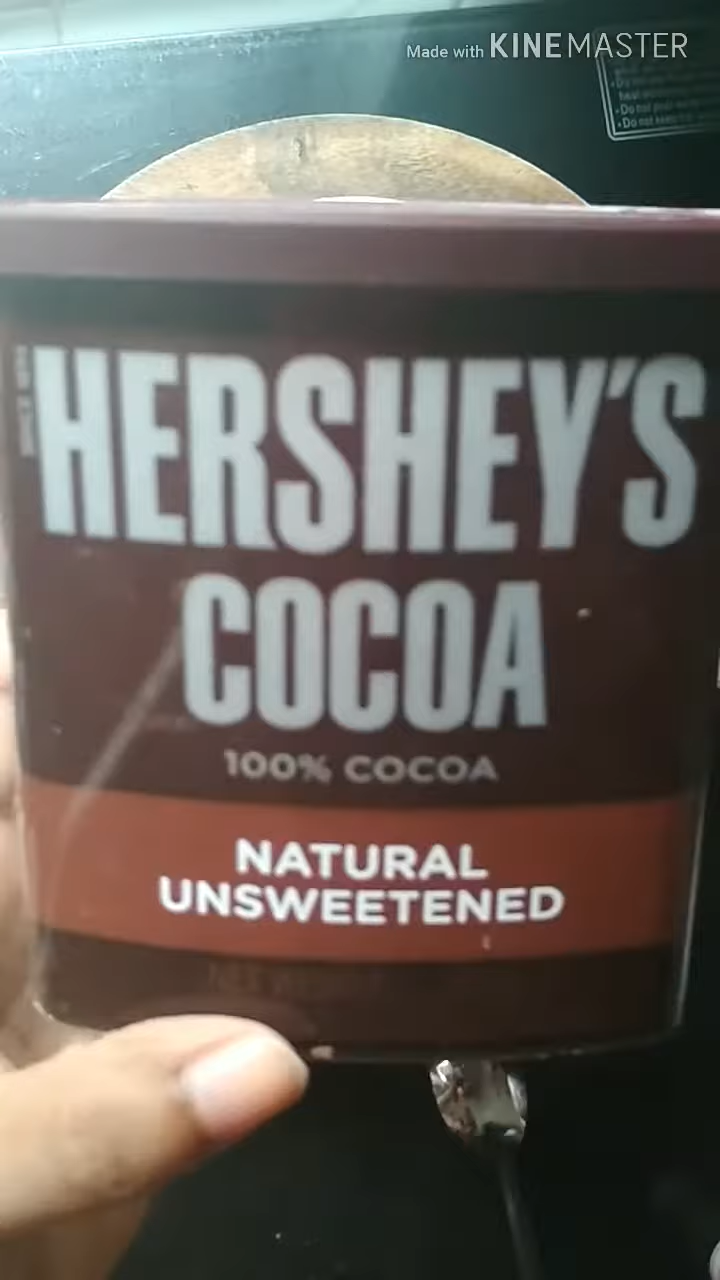 Made with KINEMASTER
HERSHEY'S
COCOA
100% COCOA
NATURAL
UNSWEETENED